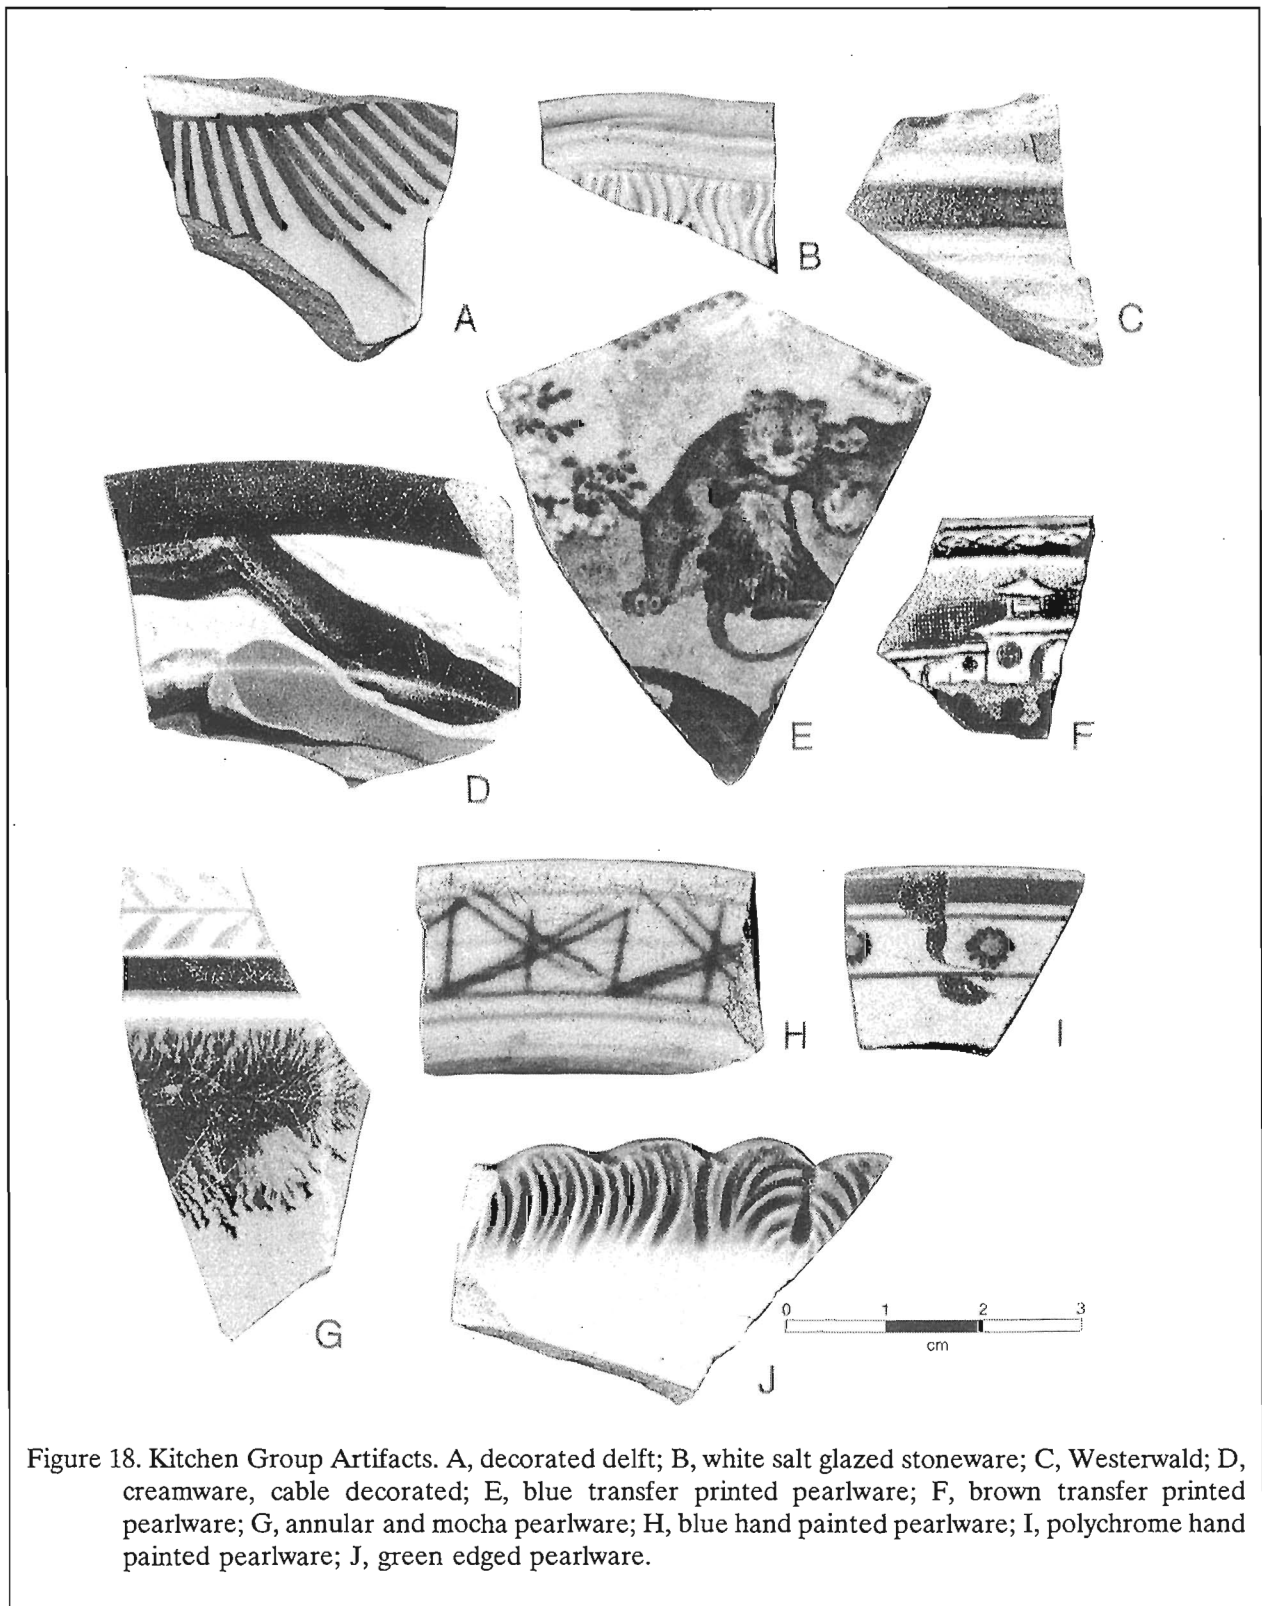 A
B
C
D
E
F
G
H
I
J
0 1 2 3
cm
Figure 18. Kitchen Group Artifacts. A, decorated delft; B, white salt glazed stoneware; C, Westerwald; D,
creamware, cable decorated; E, blue transfer printed pearlware; F, brown transfer printed
pearlware; G, annular and mocha pearlware; H, blue hand painted pearlware; I, polychrome hand
painted pearlware; J, green edged pearlware.